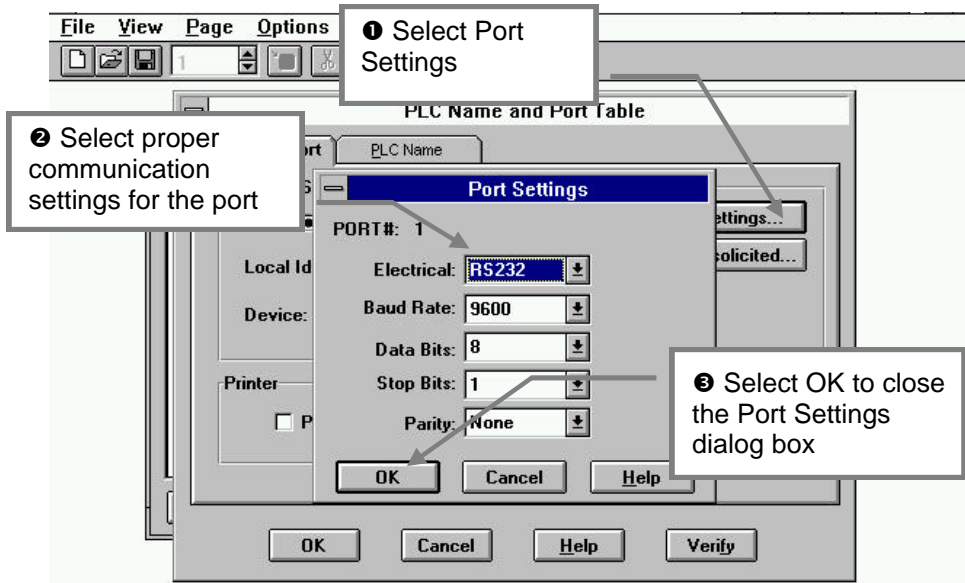 File View Page Options
❶ Select Port
Settings
1
PLC Name and Port Table
❷ Select proper
communication
settings for the port
PLC Name
Port Settings
PORT#: 1
Electrical: RS232
Baud Rate: 9600
Data Bits: 8
Stop Bits: 1
Parity: None
OK Cancel Help
Local Id
Device:
Printer
P
ettings...
solicited...
❸ Select OK to close
the Port Settings
dialog box
OK Cancel Help Verify